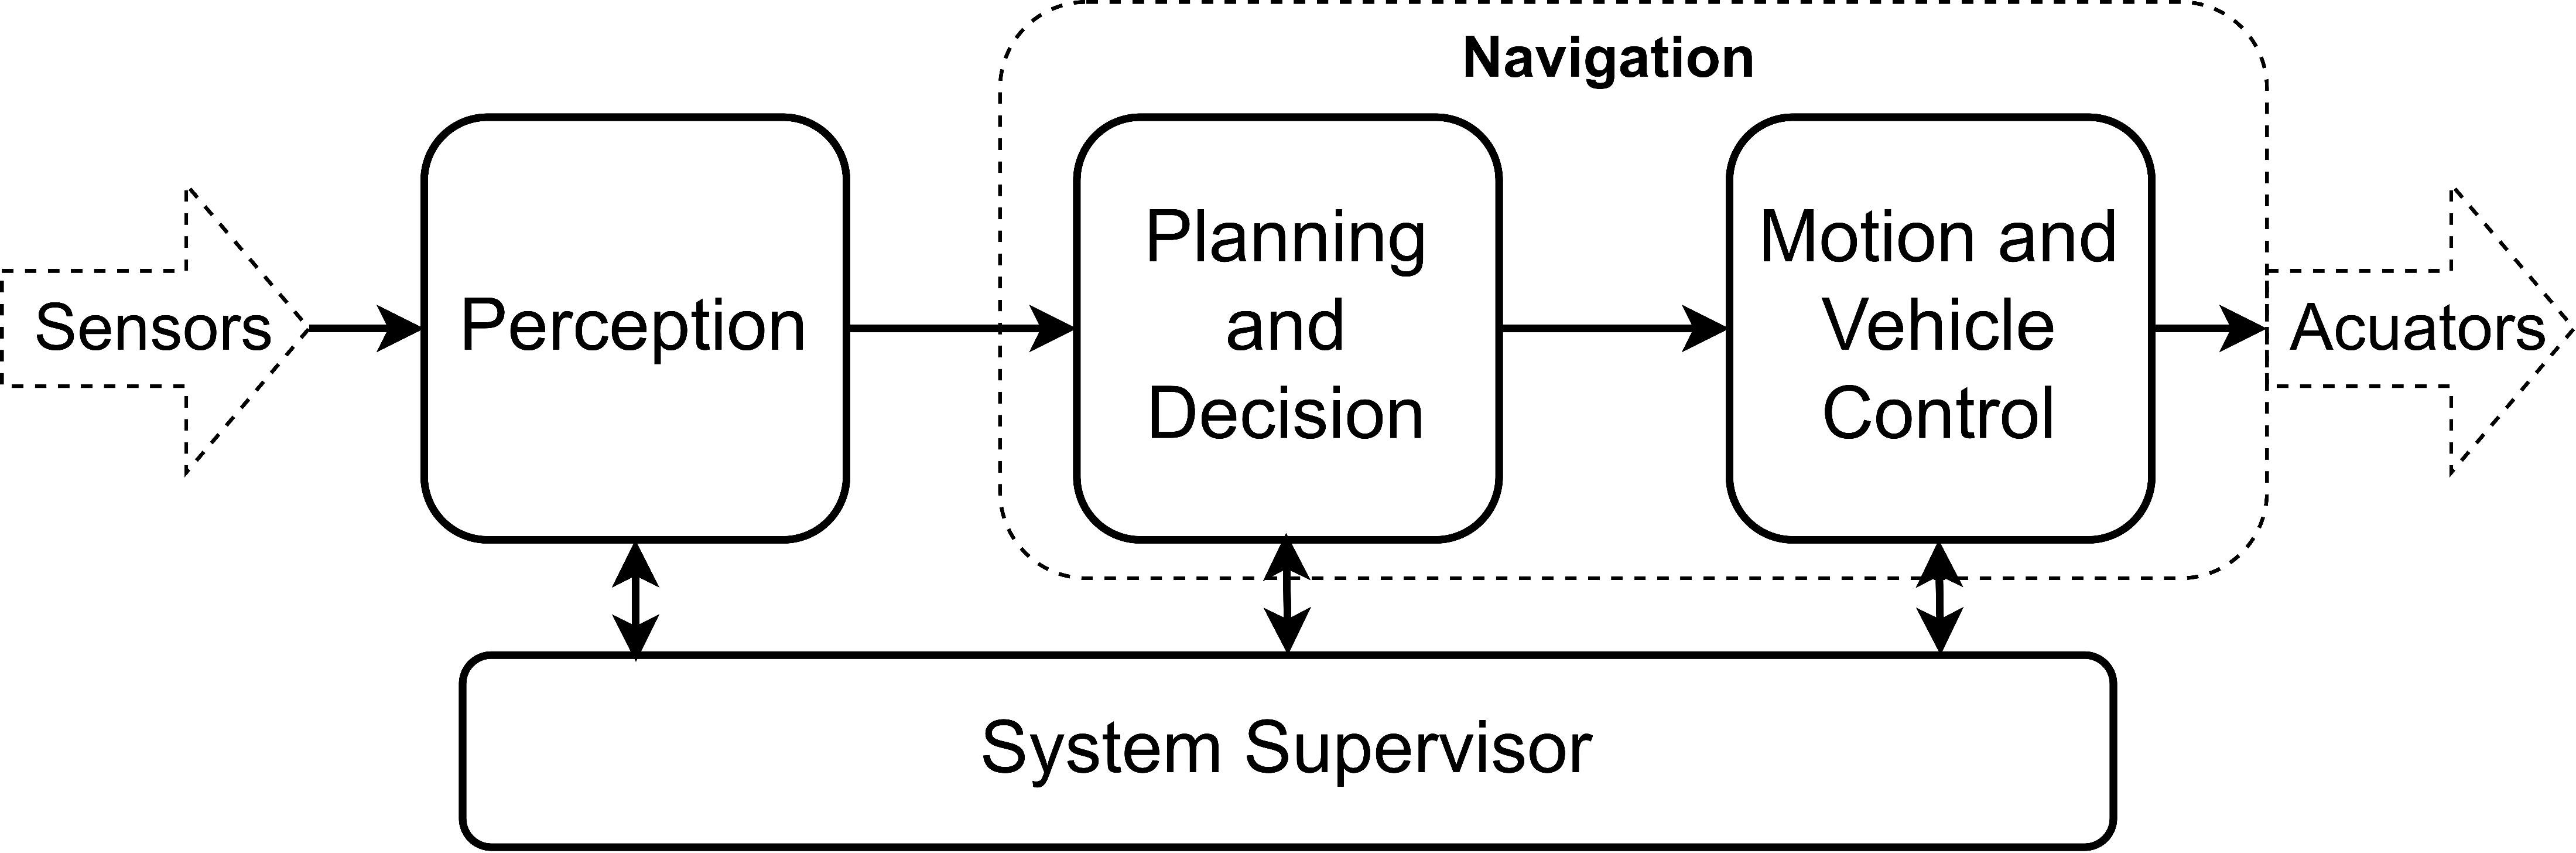 Navigation
Sensors
Perception
Planning
and
Decision
Motion and
Vehicle
Control
Acuators
System Supervisor